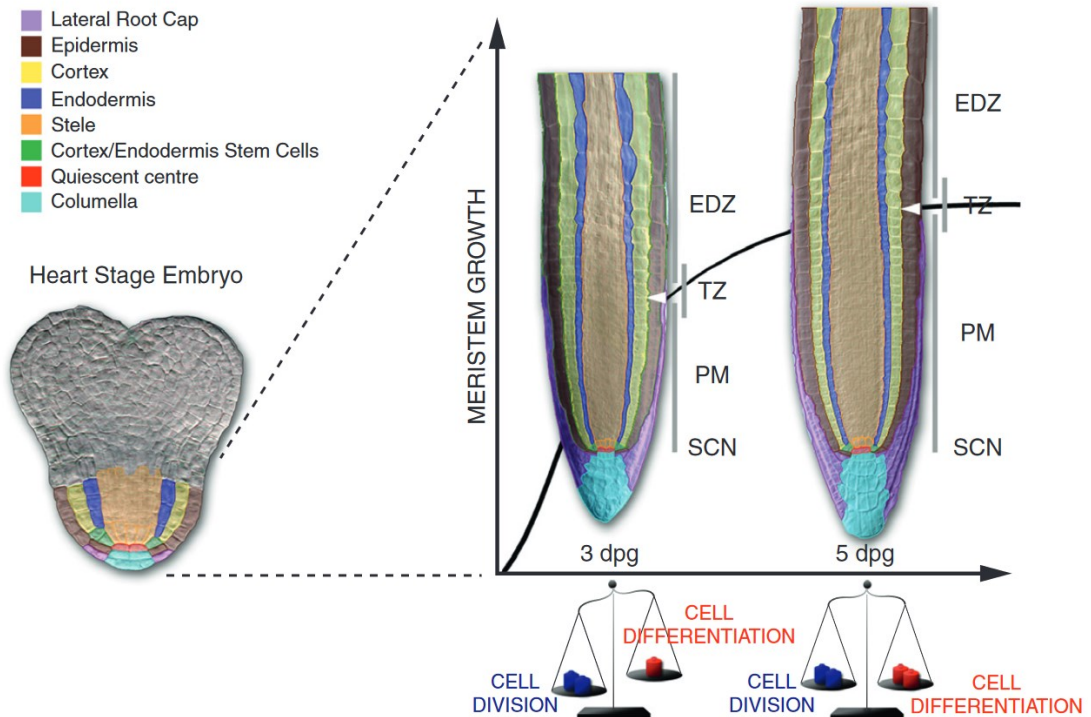 Lateral Root Cap
Epidermis
Cortex
Endodermis
Stele
Cortex/Endodermis Stem Cells
Quiescent centre
Columella
Heart Stage Embryo
MERISTEM GROWTH
EDZ
TZ
PM
SCN
EDZ
TZ
PM
SCN
3 dpg
5 dpg
CELL
DIFFERENTIATION
CELL
DIVISION
CELL
DIVISION
CELL
DIFFERENTIATION